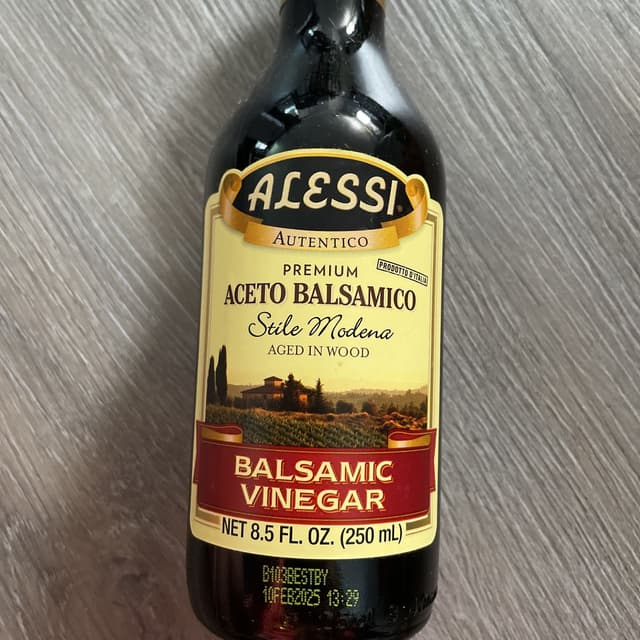 ALESSI®
AUTENTICO
PREMIUM
PRODOTTO D'ITALIA
ACETO BALSAMICO
Stile Modena
AGED IN WOOD
BALSAMIC
VINEGAR
NET 8.5 FL. OZ. (250 mL)
B103BESTBY
10FEB2025 13:29